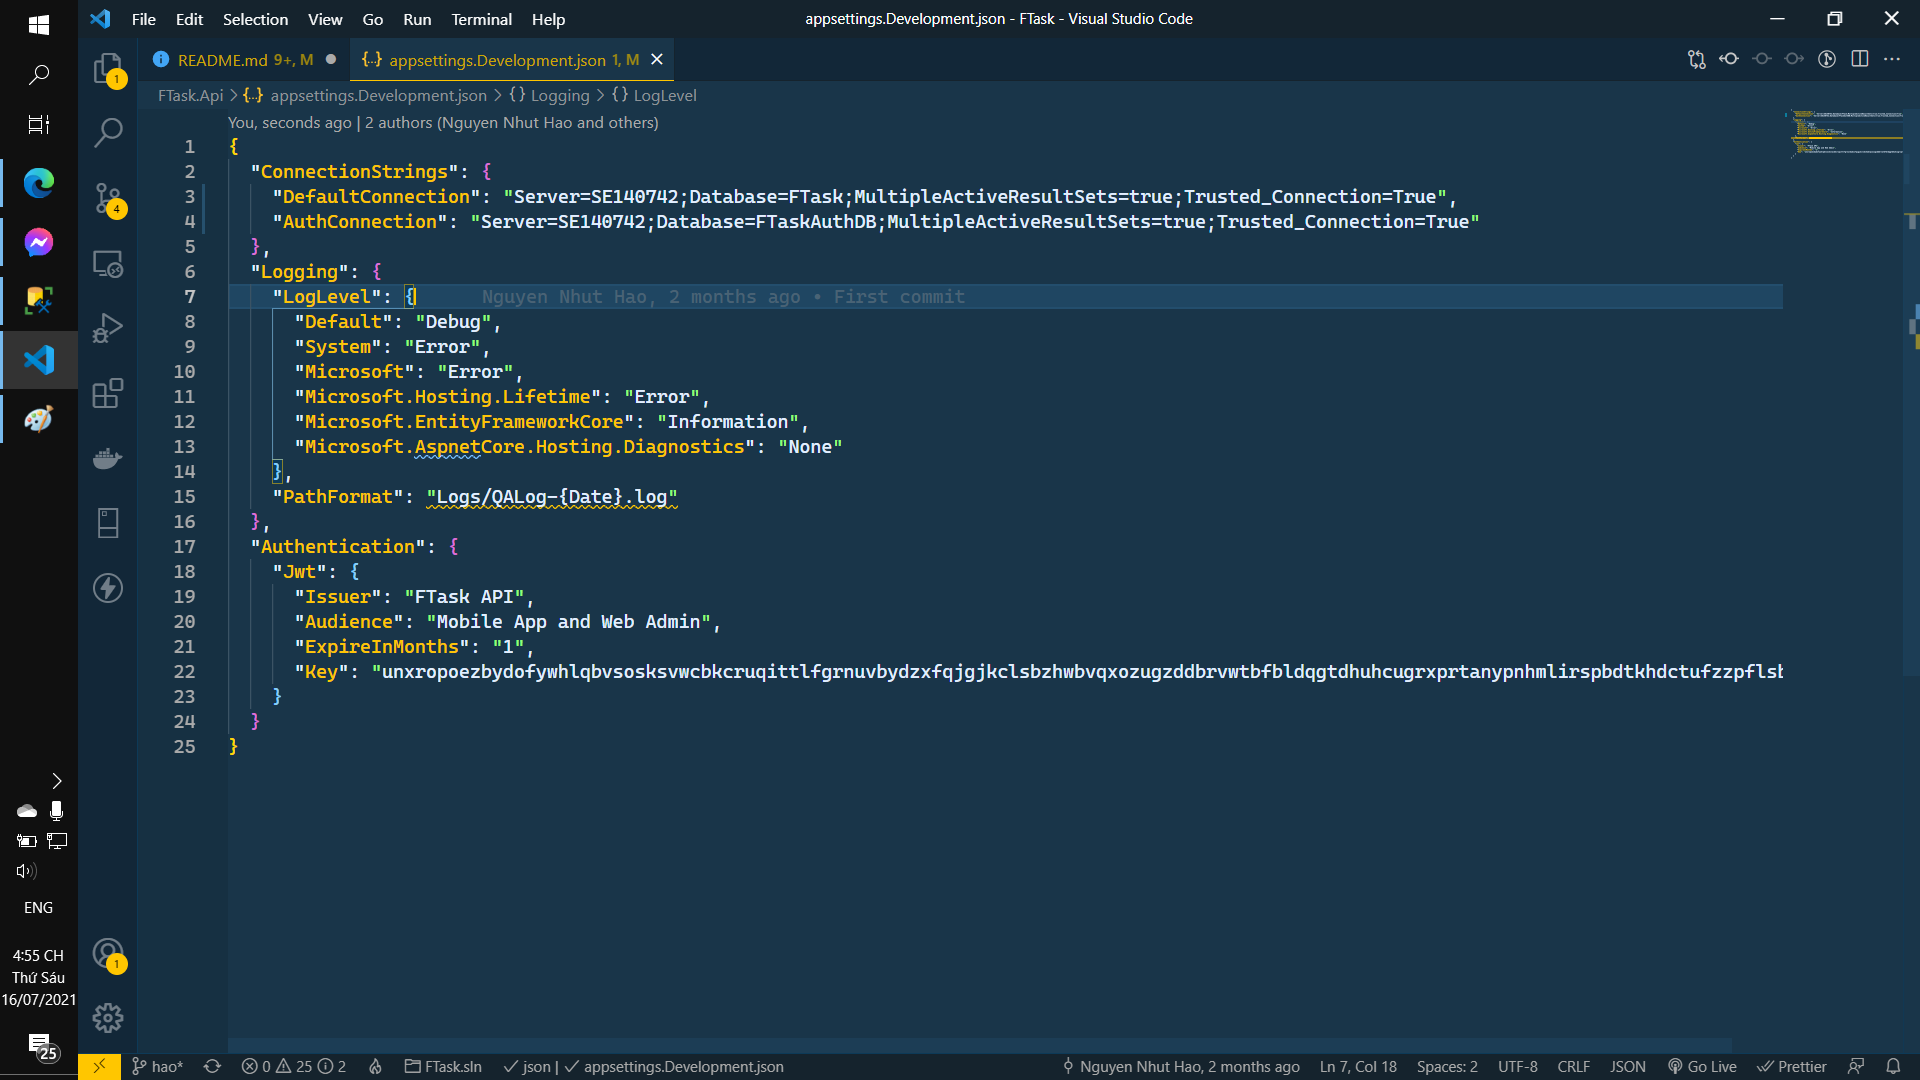 File Edit Selection View Go Run Terminal Help
appsettings.Development.json - FTask - Visual Studio Code
README.md 9+, M
{..} appsettings.Development.json 1, M
FTask.Api > {..} appsettings.Development.json > {} Logging > {} LogLevel
You, seconds ago | 2 authors (Nguyen Nhut Hao and others)
1 {
2 "ConnectionStrings": {
3 "DefaultConnection": "Server=SE140742;Database=FTask;MultipleActiveResultSets=true;Trusted_Connection=True",
4 "AuthConnection": "Server=SE140742;Database=FTaskAuthDB;MultipleActiveResultSets=true;Trusted_Connection=True"
5 },
6 "Logging": {
7 "LogLevel": { Nguyen Nhut Hao, 2 months ago • First commit
8 "Default": "Debug",
9 "System": "Error",
10 "Microsoft": "Error",
11 "Microsoft.Hosting.Lifetime": "Error",
12 "Microsoft.EntityFrameworkCore": "Information",
13 "Microsoft.AspnetCore.Hosting.Diagnostics": "None"
14 },
15 "PathFormat": "Logs/QALog-{Date}.log"
16 },
17 "Authentication": {
18 "Jwt": {
19 "Issuer": "FTask API",
20 "Audience": "Mobile App and Web Admin",
21 "ExpireInMonths": "1",
22 "Key": "unxropoezbydofywhlqbvsosksvwcbkcruqittlfgrnuvbydzxfqjgjkclsbzhwbvqxozugzddbrvwtbfbldqgtdhuhcugrxprtanypnhmlirspbdtkhdctufzzpflsb
23 }
24 }
25 }
1
4
1
ENG
4:55 CH
Thứ Sáu
16/07/2021
25
hao* 0 25 2 FTask.sln json | appsettings.Development.json Nguyen Nhut Hao, 2 months ago Ln 7, Col 18 Spaces: 2 UTF-8 CRLF JSON Go Live Prettier